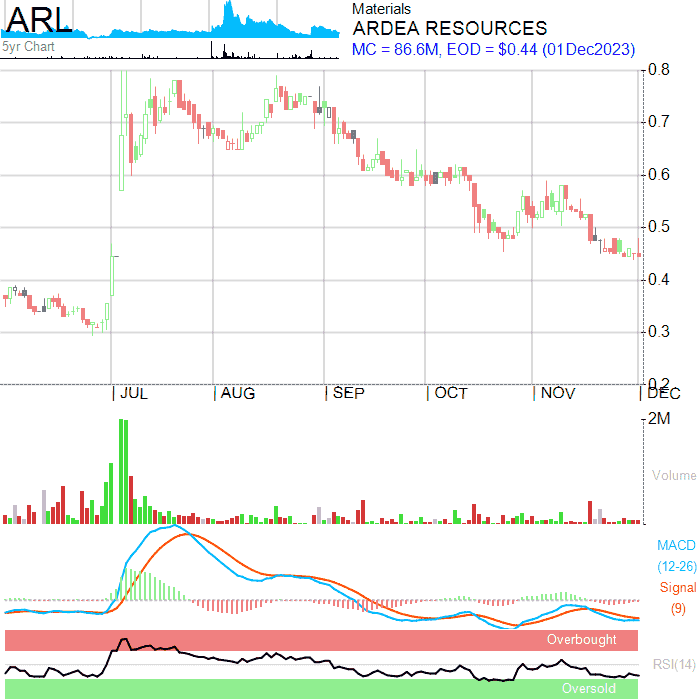 ARL
5yr Chart
Materials
ARDEA RESOURCES
MC = 86.6M, EOD = $0.44 (01Dec2023)
0.8
0.7
0.6
0.5
0.4
0.3
0.2
JUL AUG SEP OCT NOV DEC
2M
Volume
MACD
(12-26)
Signal
(9)
Overbought
RSI(14)
Oversold